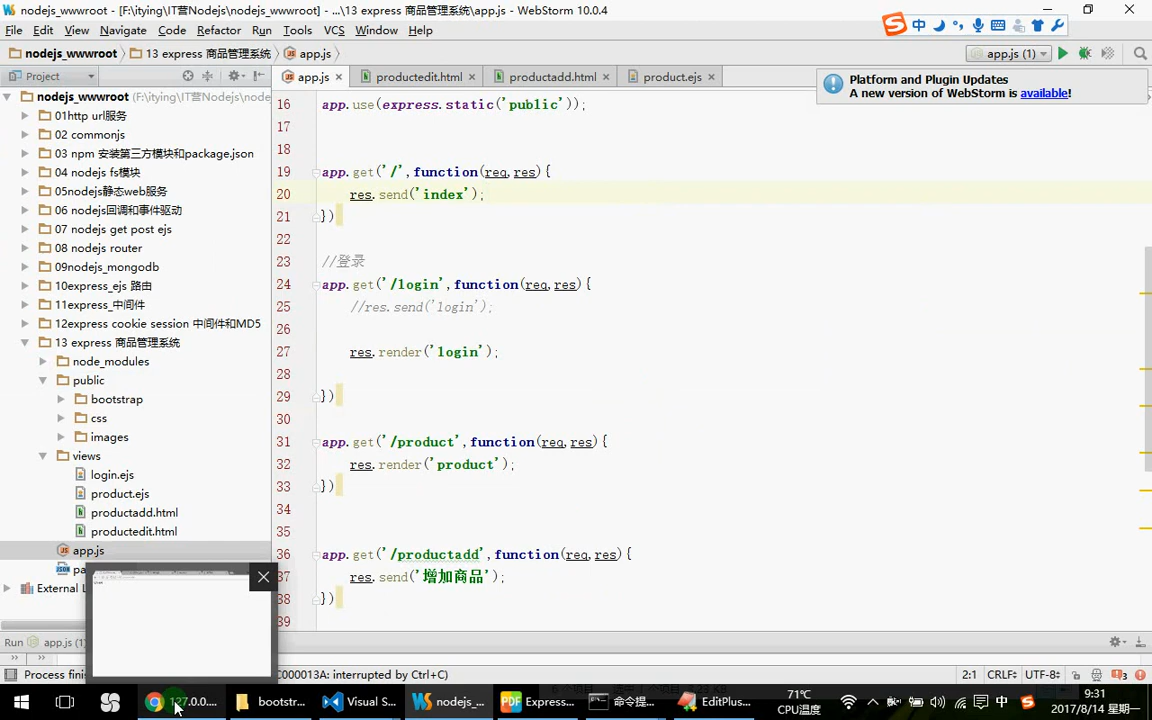 nodejs_wwwroot - [F:\itying\IT营Nodejs\nodejs_wwwroot] - [...\13 express 商品管理系统\app.js] - WebStorm 10.0.4
File Edit View Navigate Code Refactor Run Tools VCS Window Help
中
nodejs_wwwroot 13 express 商品管理系统 app.js
app.js (1)
Project
app.js productedit.html productadd.html product.ejs
Platform and Plugin Updates
A new version of WebStorm is available!
nodejs_wwwroot (F:\itying\IT营Nodejs\node
01http url服务
02 commonjs
03 npm 安装第三方模块和package.json
04 nodejs fs模块
05nodejs静态web服务
06 nodejs回调和事件驱动
07 nodejs get post ejs
08 nodejs router
09nodejs_mongodb
10express_ejs 路由
11express_中间件
12express cookie session 中间件和MD5
13 express 商品管理系统
node_modules
public
bootstrap
css
images
views
login.ejs
product.ejs
productadd.html
productedit.html
app.js
pa
External L
16 app.use(express.static('public'));
17
18
19 app.get('/',function(req,res){
20 res.send('index');
21 })
22
23 //登录
24 app.get('/login',function(req,res){
25 //res.send('login');
26
27 res.render('login');
28
29 })
30
31 app.get('/product',function(req,res){
32 res.render('product');
33 })
34
35
36 app.get('/productadd',function(req,res){
37 res.send('增加商品');
38 })
39
Run app.js (1)
Process fini
C000013A: interrupted by Ctrl+C)
2:1 CRLF÷ UTF-8÷
3
127.0.0... bootstr... Visual S... nodejs_... Express... 命令提... EditPlus...
71°C
CPU温度
中
9:31
2017/8/14 星期一